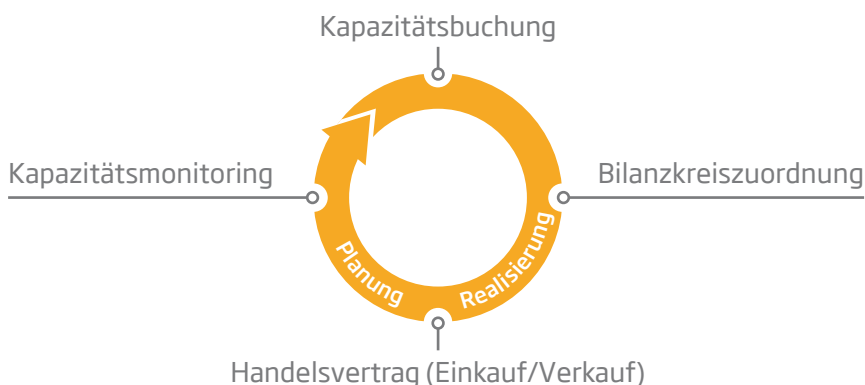 Kapazitätsbuchung
Kapazitätsmonitoring
Bilanzkreiszuordnung
Planung
Realisierung
Handelsvertrag (Einkauf/Verkauf)